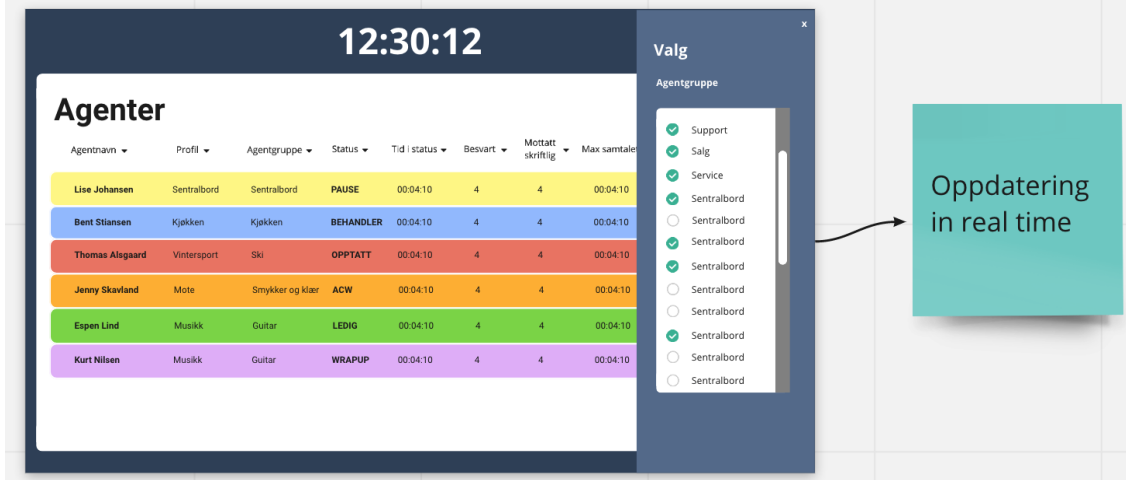 12:30:12
x
Valg
Agentgruppe
Agenter
Agentnavn Profil Agentgruppe Status Tid i status Besvart Mottatt skriftlig Max samtalet
Lise Johansen Sentralbord Sentralbord PAUSE 00:04:10 4 4 00:04:10
Bent Stiansen Kjøkken Kjøkken BEHANDLER 00:04:10 4 4 00:04:10
Thomas Alsgaard Vintersport Ski OPPTATT 00:04:10 4 4 00:04:10
Jenny Skavland Mote Smykker og klær ACW 00:04:10 4 4 00:04:10
Espen Lind Musikk Guitar LEDIG 00:04:10 4 4 00:04:10
Kurt Nilsen Musikk Guitar WRAPUP 00:04:10 4 4 00:04:10
Support
Salg
Service
Sentralbord
Sentralbord
Sentralbord
Sentralbord
Sentralbord
Sentralbord
Sentralbord
Sentralbord
Sentralbord
Oppdatering
in real time